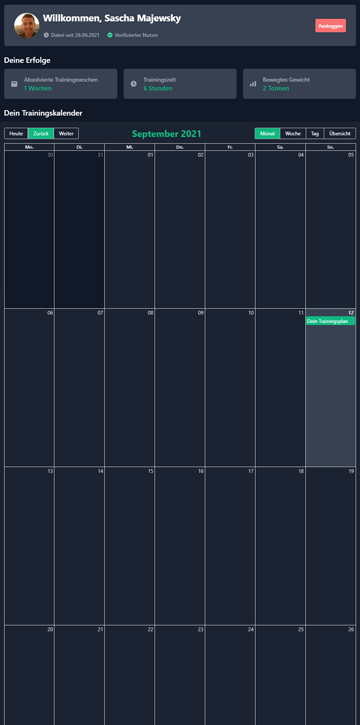 Willkommen, Sascha Majewsky
Dabei seit 26.06.2021 Verifizierter Nutzer
Ausloggen
Deine Erfolge
Absolvierte Trainingswochen
1 Wochen
Trainingszeit
6 Stunden
Bewegtes Gewicht
2 Tonnen
Dein Trainingskalender
Heute Zurück Weiter
September 2021
Monat Woche Tag Übersicht
Mo. Di. Mi. Do. Fr. Sa. So.
30 31 01 02 03 04 05
06 07 08 09 10 11 12
Dein Trainingsplan
13 14 15 16 17 18 19
20 21 22 23 24 25 26